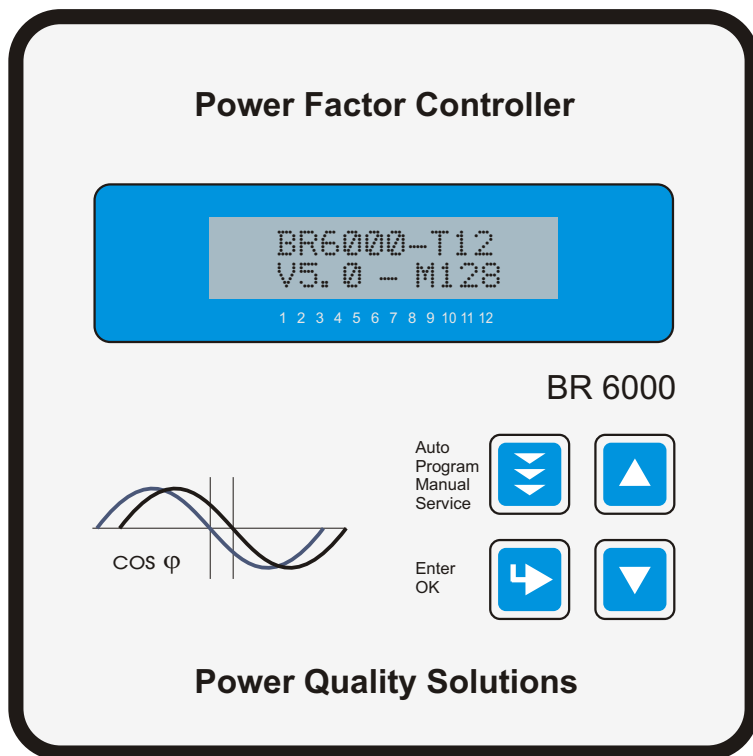 Power Factor Controller
BR6000-T12
V5.0 - M128
1 2 3 4 5 6 7 8 9 10 11 12
BR 6000
Auto
Program
Manual
Service
cos φ
Enter
OK
Power Quality Solutions